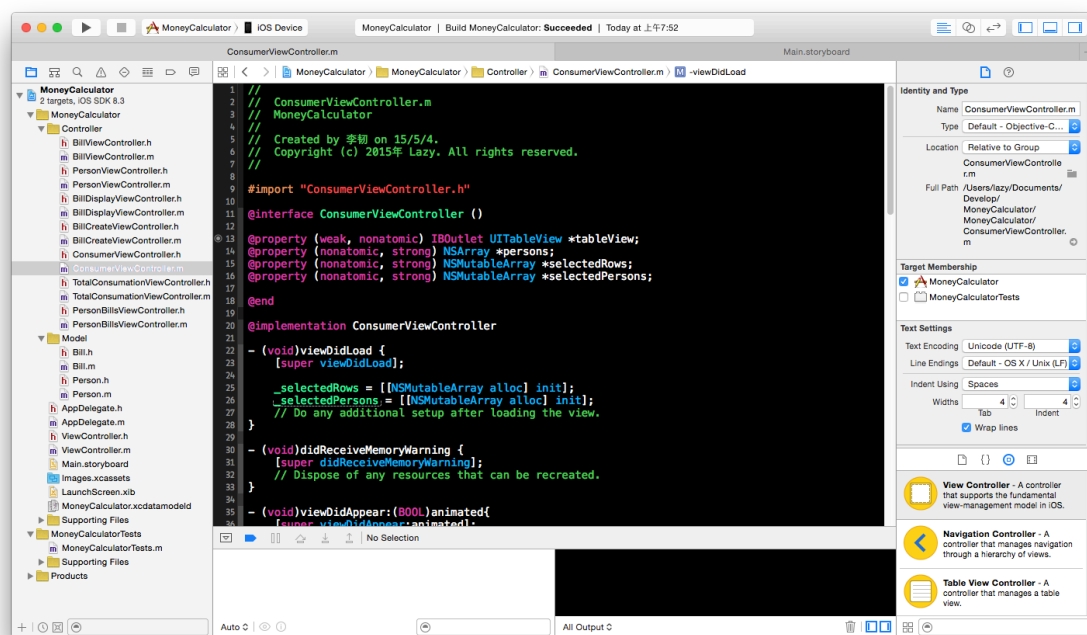 MoneyCalculator 〉 iOS Device
MoneyCalculator | Build MoneyCalculator: Succeeded | Today at 上午7:52
ConsumerViewController.m
Main.storyboard
MoneyCalculator
2 targets, iOS SDK 8.3
MoneyCalculator
Controller
BillViewController.h
BillViewController.m
PersonViewController.h
PersonViewController.m
BillDisplayViewController.h
BillDisplayViewController.m
BillCreateViewController.h
BillCreateViewController.m
ConsumerViewController.h
ConsumerViewController.m
TotalConsumationViewController.h
TotalConsumationViewController.m
PersonBillsViewController.h
PersonBillsViewController.m
Model
Bill.h
Bill.m
Person.h
Person.m
AppDelegate.h
AppDelegate.m
ViewController.h
ViewController.m
Main.storyboard
Images.xcassets
LaunchScreen.xib
MoneyCalculator.xcdatamodeld
Supporting Files
MoneyCalculatorTests
MoneyCalculatorTests.m
Supporting Files
Products
MoneyCalculator 〉 MoneyCalculator 〉 Controller 〉 ConsumerViewController.m 〉 M -viewDidLoad
1 //
2 //  ConsumerViewController.m
3 //  MoneyCalculator
4 //
5 //  Created by 李韧 on 15/5/4.
6 //  Copyright (c) 2015年 Lazy. All rights reserved.
7 //
8
9 #import "ConsumerViewController.h"
10
11 @interface ConsumerViewController ()
12
13 @property (weak, nonatomic) IBOutlet UITableView *tableView;
14 @property (nonatomic, strong) NSArray *persons;
15 @property (nonatomic, strong) NSMutableArray *selectedRows;
16 @property (nonatomic, strong) NSMutableArray *selectedPersons;
17
18 @end
19
20 @implementation ConsumerViewController
21
22 - (void)viewDidLoad {
23     [super viewDidLoad];
24
25     _selectedRows = [[NSMutableArray alloc] init];
26     _selectedPersons = [[NSMutableArray alloc] init];
27     // Do any additional setup after loading the view.
28 }
29
30 - (void)didReceiveMemoryWarning {
31     [super didReceiveMemoryWarning];
32     // Dispose of any resources that can be recreated.
33 }
34
35 - (void)viewDidAppear:(BOOL)animated{
36     [super viewDidAppear:animated];
No Selection
Auto
All Output
Identity and Type
Name ConsumerViewController.m
Type Default - Objective-C...
Location Relative to Group
ConsumerViewControlle
r.m
Full Path /Users/lazy/Documents/
Develop/
MoneyCalculator/
MoneyCalculator/
ConsumerViewController.
m
Target Membership
MoneyCalculator
MoneyCalculatorTests
Text Settings
Text Encoding Unicode (UTF-8)
Line Endings Default - OS X / Unix (LF)
Indent Using Spaces
Widths 4 4
Tab Indent
Wrap lines
View Controller - A controller
that supports the fundamental
view-management model in iOS.
Navigation Controller - A
controller that manages navigation
through a hierarchy of views.
Table View Controller - A
controller that manages a table
view.